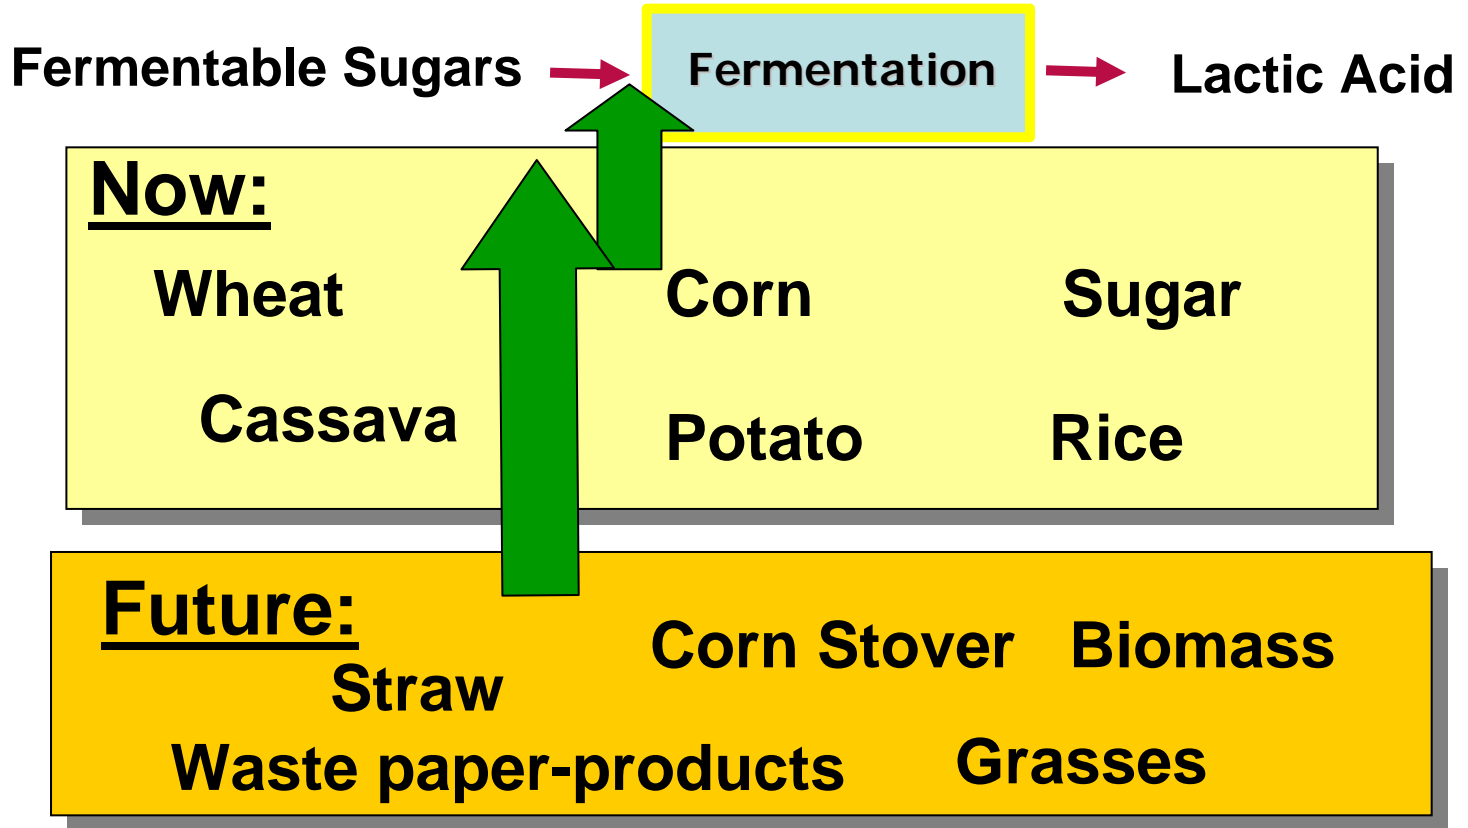 Fermentable Sugars
Fermentation
Lactic Acid
Now:
Wheat
Corn
Sugar
Cassava
Potato
Rice
Future:
Corn Stover
Biomass
Straw
Waste paper-products
Grasses